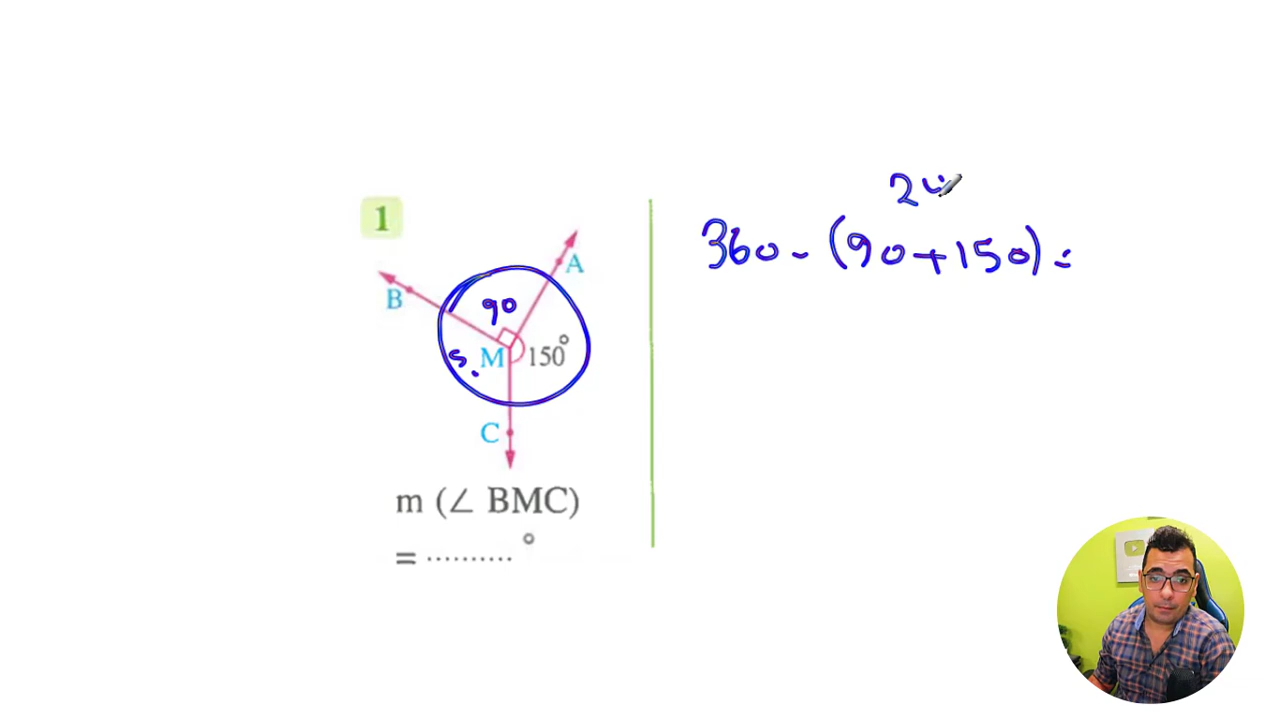 1
A
B
90
M 150°
C
m (∠ BMC)
= .......... °
360 - (90 + 150) =